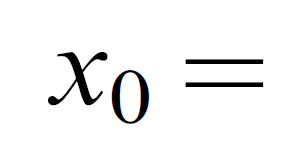 x₀ =